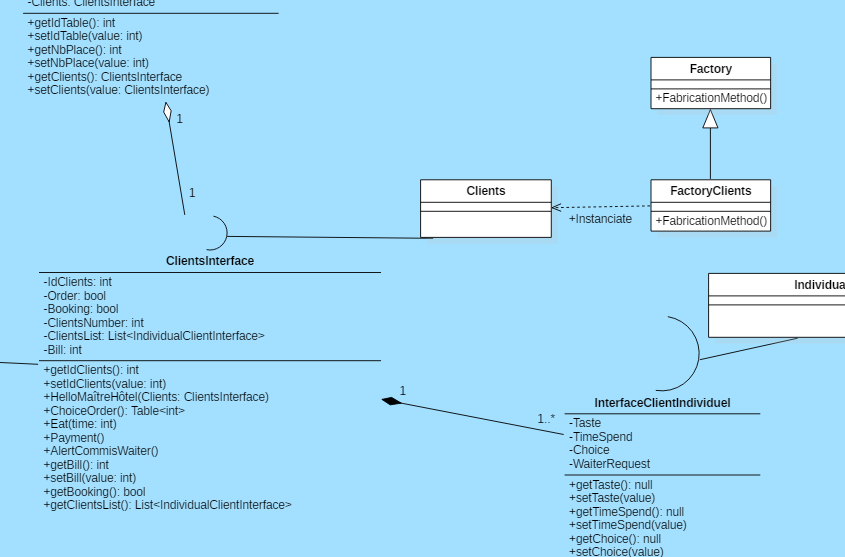 -Clients: ClientsInterface
+getIdTable(): int
+setIdTable(value: int)
+getNbPlace(): int
+setNbPlace(value: int)
+getClients(): ClientsInterface
+setClients(value: ClientsInterface)
1
1
Factory
+FabricationMethod()
Clients
FactoryClients
+FabricationMethod()
+Instanciate
ClientsInterface
-IdClients: int
-Order: bool
-Booking: bool
-ClientsNumber: int
-ClientsList: List<IndividualClientInterface>
-Bill: int
+getIdClients(): int
+setIdClients(value: int)
+HelloMaîtreHôtel(Clients: ClientsInterface)
+ChoiceOrder(): Table<int>
+Eat(time: int)
+Payment()
+AlertCommisWaiter()
+getBill(): int
+setBill(value: int)
+getBooking(): bool
+getClientsList(): List<IndividualClientInterface>
1
1..*
Individua
InterfaceClientIndividuel
-Taste
-TimeSpend
-Choice
-WaiterRequest
+getTaste(): null
+setTaste(value)
+getTimeSpend(): null
+setTimeSpend(value)
+getChoice(): null
+setChoice(value)